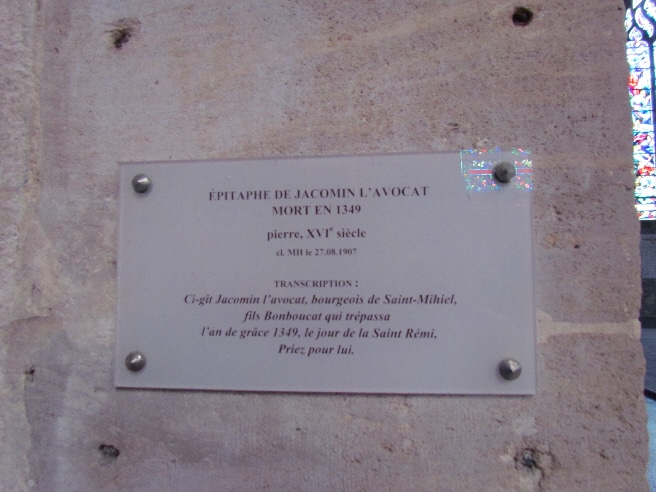 ÉPITAPHE DE JACOMIN L'AVOCAT
MORT EN 1349
pierre, XVIe siècle
cl. MH le 27.08.1907
TRANSCRIPTION :
Ci-gît Jacomin l'avocat, bourgeois de Saint-Mihiel,
fils Bonboucat qui trépassa
l'an de grâce 1349, le jour de la Saint Rémi,
Priez pour lui.